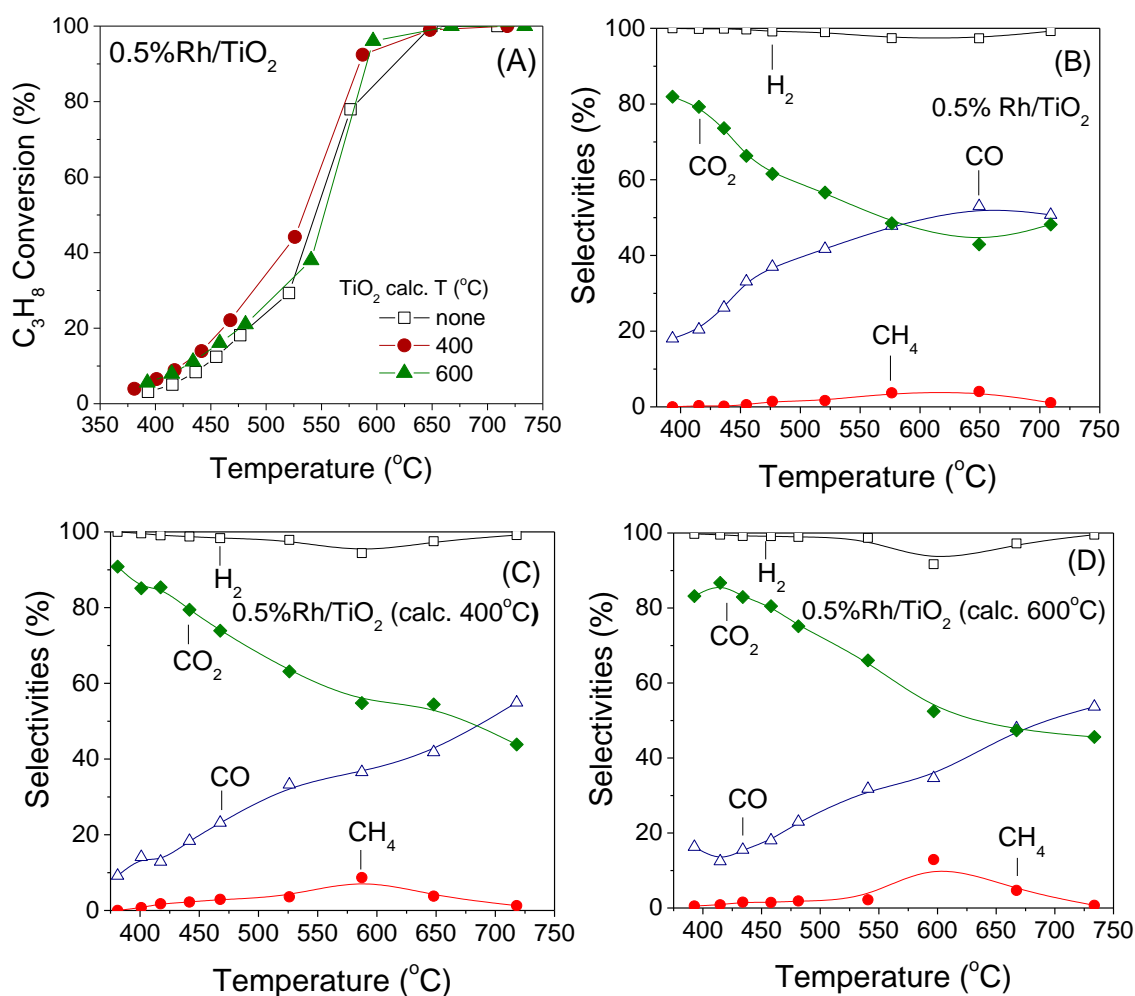 0.5%Rh/TiO₂
(A)
C₃H₈ Conversion (%)
100
80
60
40
20
0
TiO₂ calc. T (°C)
none
400
600
350 400 450 500 550 600 650 700 750
Temperature (°C)
(B)
H₂
0.5% Rh/TiO₂
CO₂
CO
CH₄
Selectivities (%)
100
80
60
40
20
0
400 450 500 550 600 650 700 750
Temperature (°C)
(C)
H₂
0.5%Rh/TiO₂ (calc. 400°C)
CO₂
CO
CH₄
Selectivities (%)
100
80
60
40
20
0
400 450 500 550 600 650 700 750
Temperature (°C)
(D)
H₂
0.5%Rh/TiO₂ (calc. 600°C)
CO₂
CO
CH₄
Selectivities (%)
100
80
60
40
20
0
400 450 500 550 600 650 700 750
Temperature (°C)